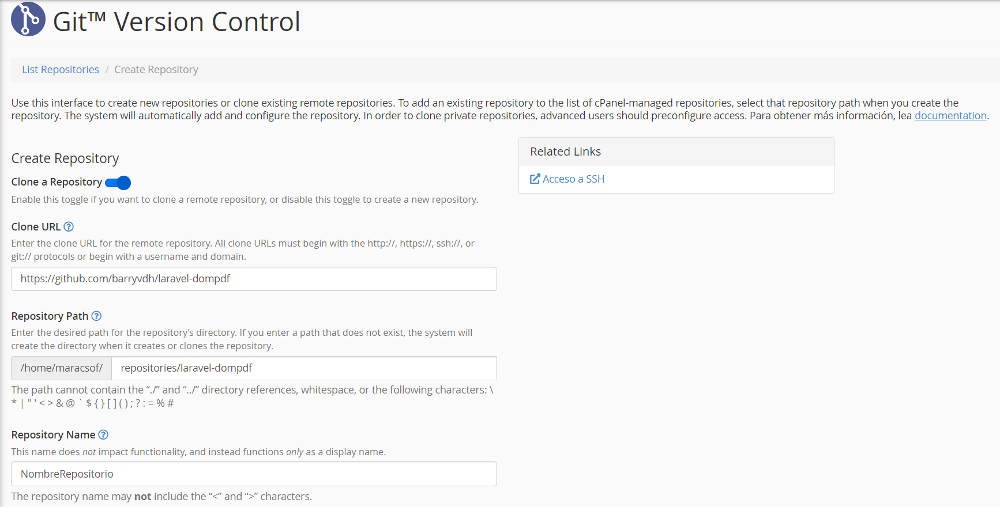 Git™ Version Control
List Repositories / Create Repository
Use this interface to create new repositories or clone existing remote repositories. To add an existing repository to the list of cPanel-managed repositories, select that repository path when you create the
repository. The system will automatically add and configure the repository. In order to clone private repositories, advanced users should preconfigure access. Para obtener más información, lea documentation.
Create Repository
Clone a Repository
Enable this toggle if you want to clone a remote repository, or disable this toggle to create a new repository.
Clone URL ?
Enter the clone URL for the remote repository. All clone URLs must begin with the http://, https://, ssh://, or
git:// protocols or begin with a username and domain.
https://github.com/barryvdh/laravel-dompdf
Repository Path ?
Enter the desired path for the repository’s directory. If you enter a path that does not exist, the system will
create the directory when it creates or clones the repository.
/home/maracsof/ repositories/laravel-dompdf
The path cannot contain the “./” and “../” directory references, whitespace, or the following characters: \
* | " ' < > & @ ` $ { } [ ] ( ) ; ? : = % #
Repository Name ?
This name does not impact functionality, and instead functions only as a display name.
NombreRepositorio
The repository name may not include the “<” and “>” characters.
Related Links
Acceso a SSH